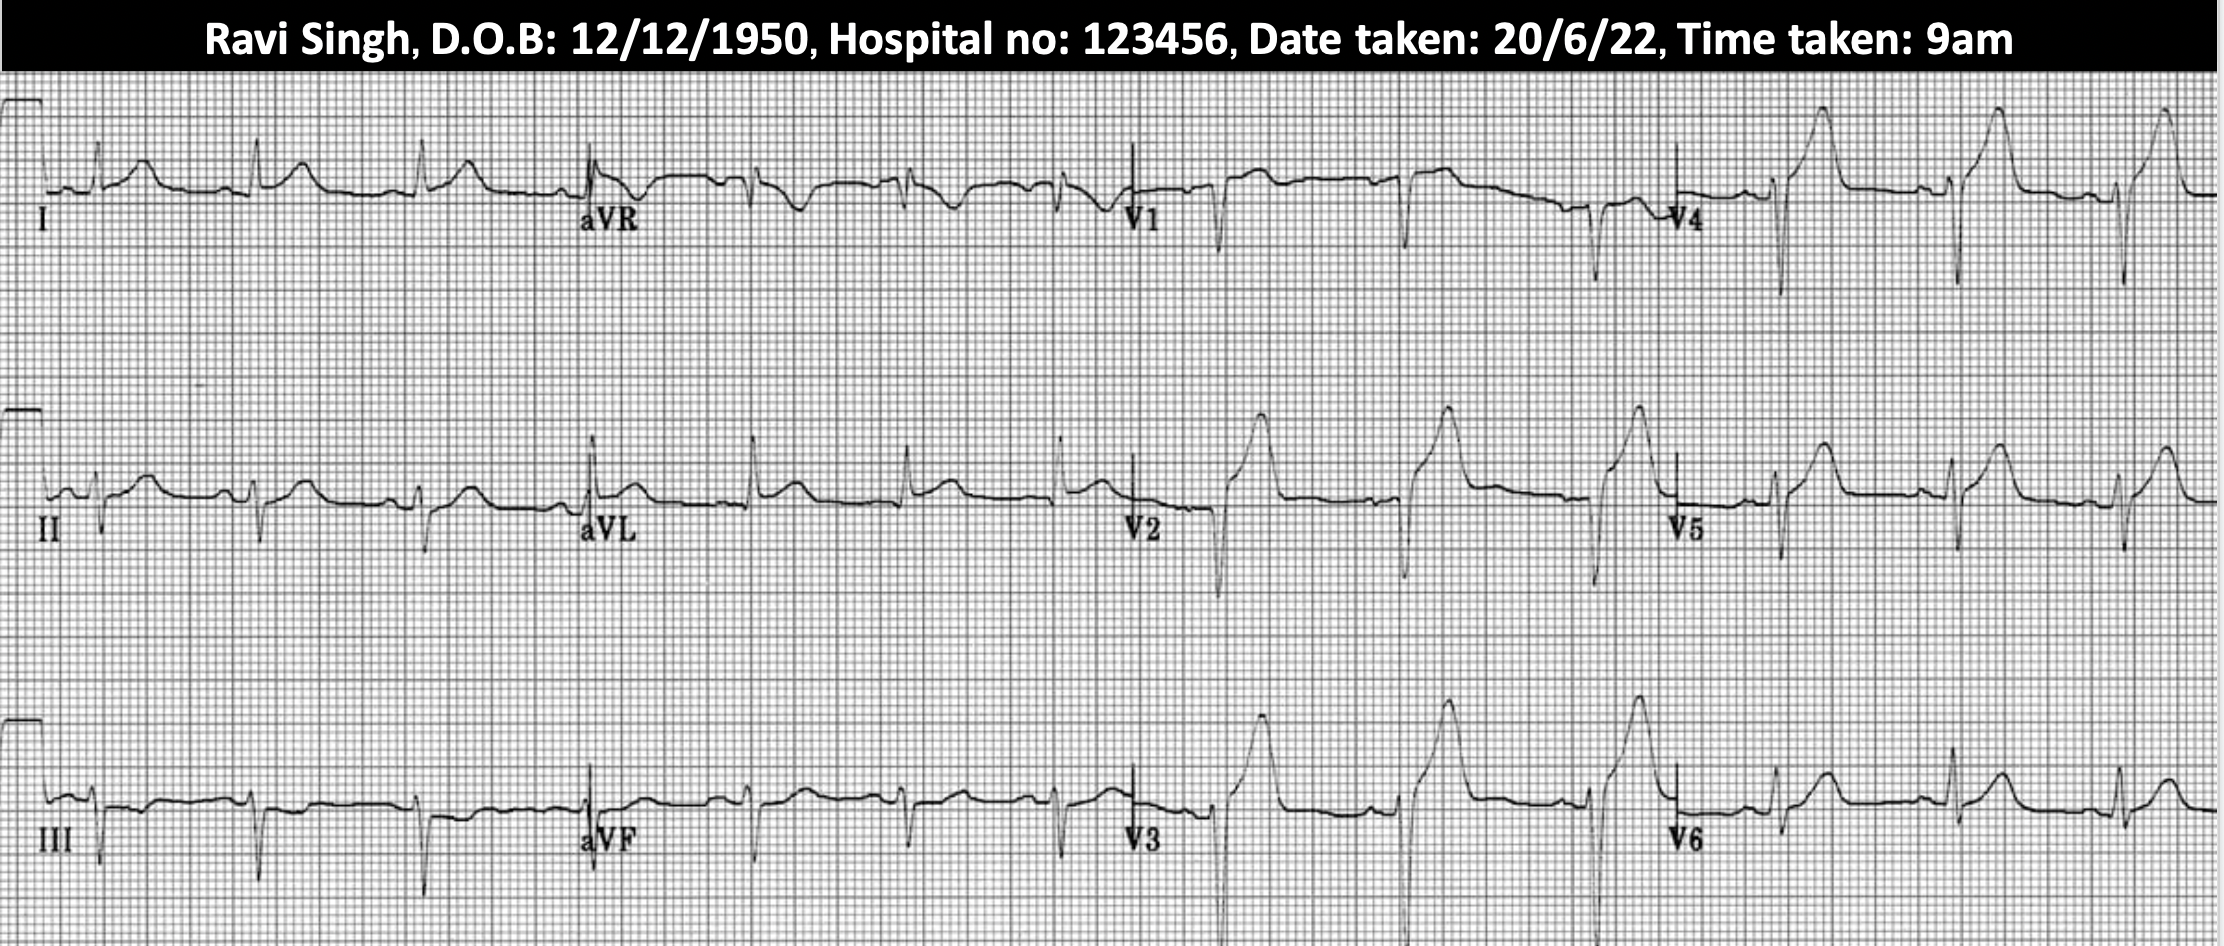 Ravi Singh, D.O.B: 12/12/1950, Hospital no: 123456, Date taken: 20/6/22, Time taken: 9am
I aVR V1 V4
II aVL V2 V5
III aVF V3 V6